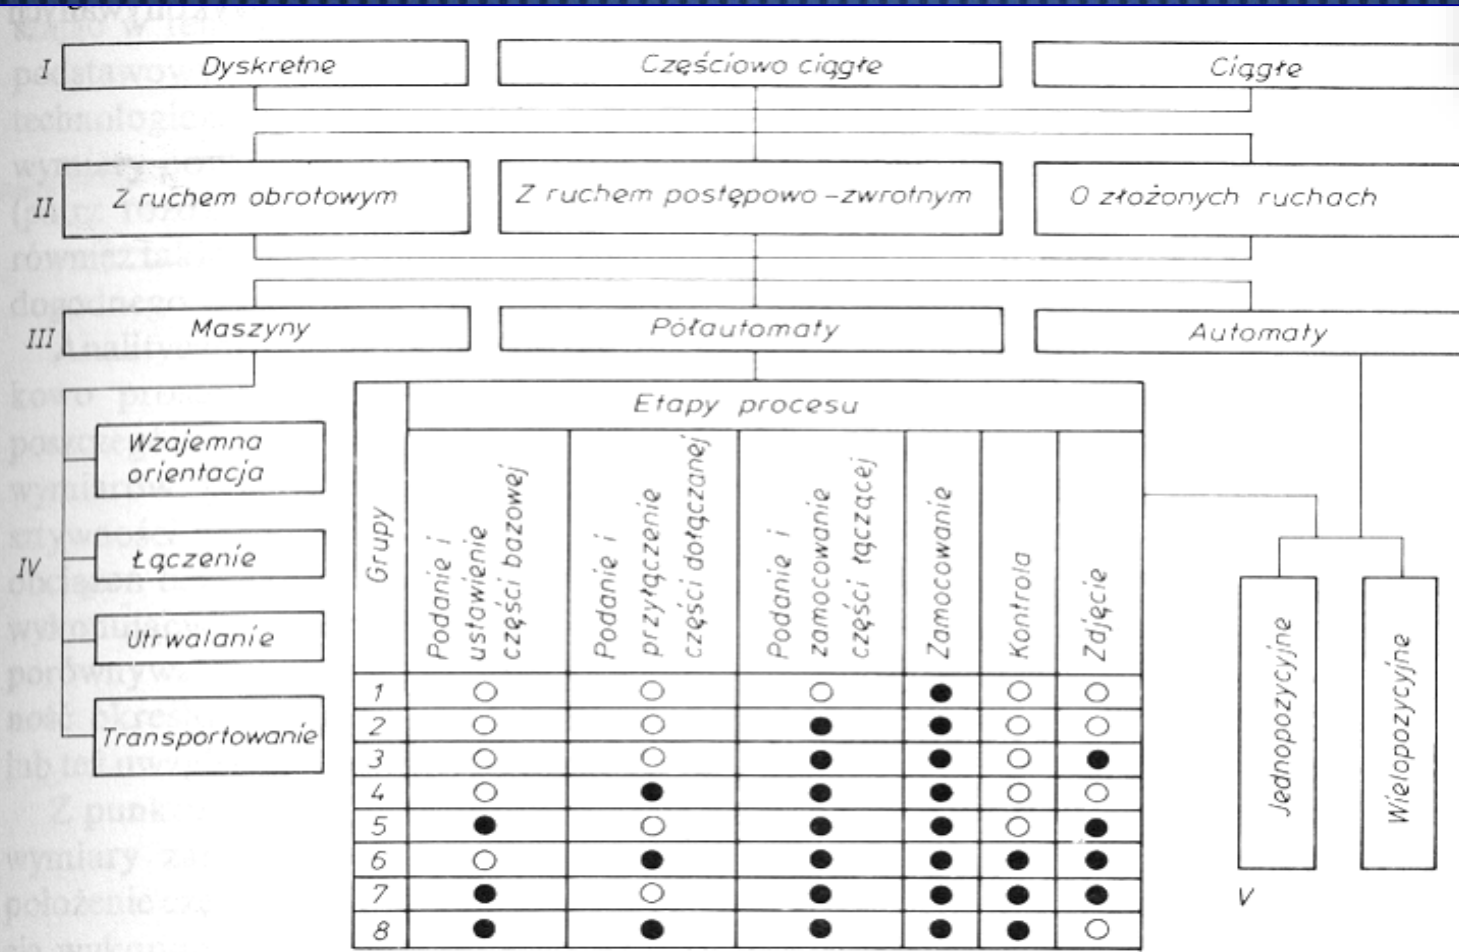 I Dyskretne Częściowo ciągłe Ciągłe
II Z ruchem obrotowym Z ruchem postępowo-zwrotnym O złożonych ruchach
III Maszyny Półautomaty Automaty
IV
Wzajemna
orientacja
Łączenie
Utrwalanie
Transportowanie
Etapy procesu
Grupy
Podanie i
ustawienie
części bazowej
Podanie i
przyłączenie
części dołączanej
Podanie i
zamocowanie
części łączącej
Zamocowanie
Kontrola
Zdjęcie
1 ○ ○ ○ ● ○ ○
2 ○ ○ ● ● ○ ○
3 ○ ○ ● ● ○ ●
4 ○ ● ● ● ○ ○
5 ● ○ ● ● ○ ●
6 ○ ● ● ● ● ●
7 ● ○ ● ● ● ●
8 ● ● ● ● ● ○
Jednopozycyjne
Wielopozycyjne
V